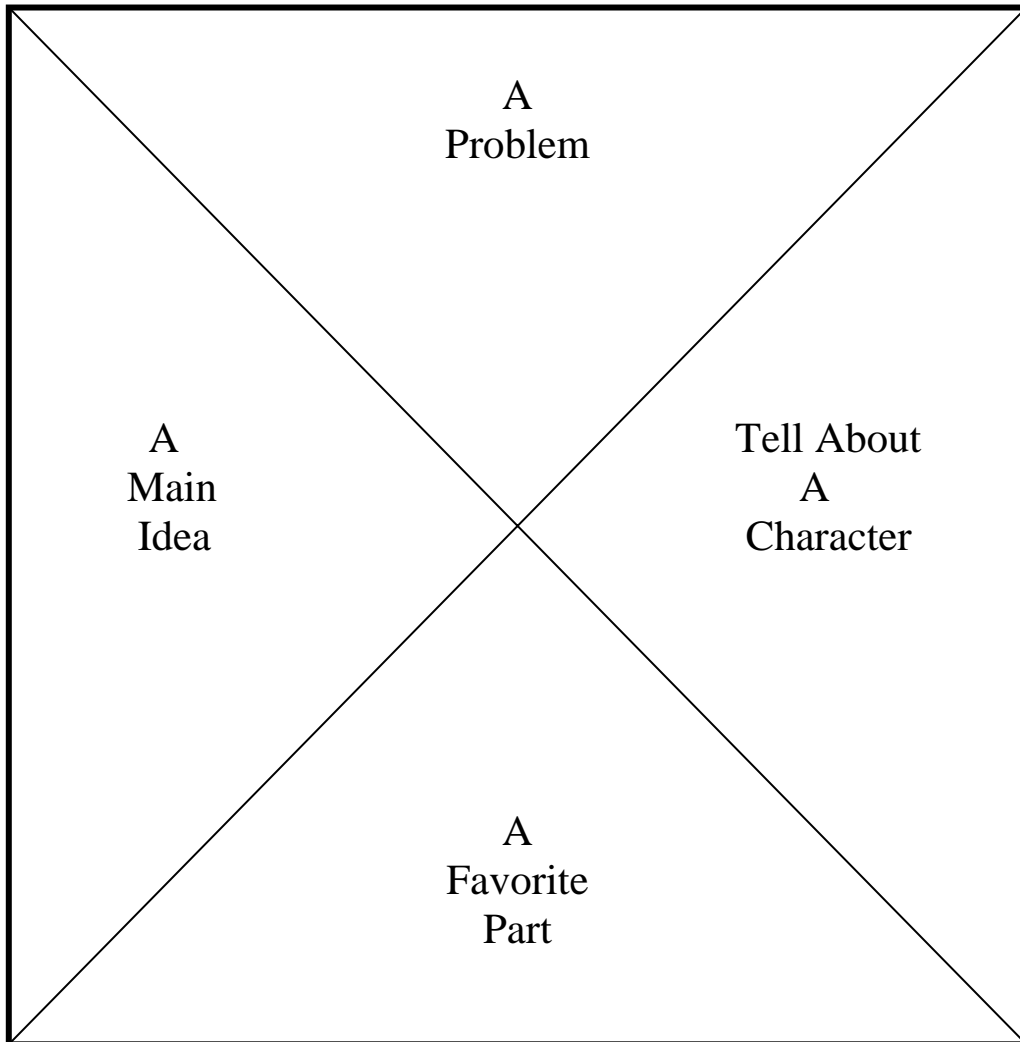 A
Problem
A
Main
Idea
Tell About
A
Character
A
Favorite
Part